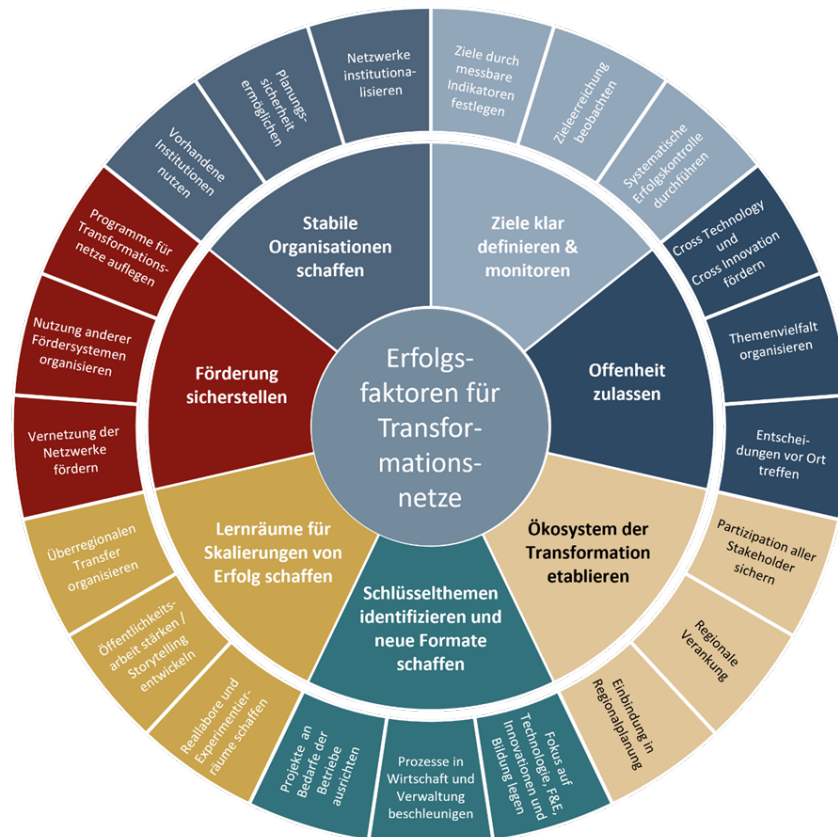 Erfolgs-
faktoren für
Transfor-
mations-
netze
Ziele klar
definieren &
monitoren
Ziele durch
messbare
Indikatoren
festlegen
Zieleerreichung
beobachten
Systematische
Erfolgskontrolle
durchführen
Offenheit
zulassen
Cross Technology
und
Cross Innovation
fördern
Themenvielfalt
organisieren
Entschei-
dungen vor Ort
treffen
Ökosystem der
Transformation
etablieren
Partizipation aller
Stakeholder
sichern
Regionale
Verankung
Einbindung in
Regionalplanung
Schlüsselthemen
identifizieren und
neue Formate
schaffen
Fokus auf
Technologie, F&E,
Innovationen und
Bildung legen
Prozesse in
Wirtschaft und
Verwaltung
beschleunigen
Projekte an
Bedarfe der
Betriebe
ausrichten
Lernräume für
Skalierungen von
Erfolg schaffen
Reallabore und
Experimentier-
räume schaffen
Öffentlichkeits-
arbeit stärken /
Storytelling
entwickeln
Überregionalen
Transfer
organisieren
Förderung
sicherstellen
Vernetzung der
Netzwerke
fördern
Nutzung anderer
Fördersystemen
organisieren
Programme für
Transformations-
netze auflegen
Stabile
Organisationen
schaffen
Vorhandene
Institutionen
nutzen
Planungs-
sicherheit
ermöglichen
Netzwerke
institutiona-
lisieren